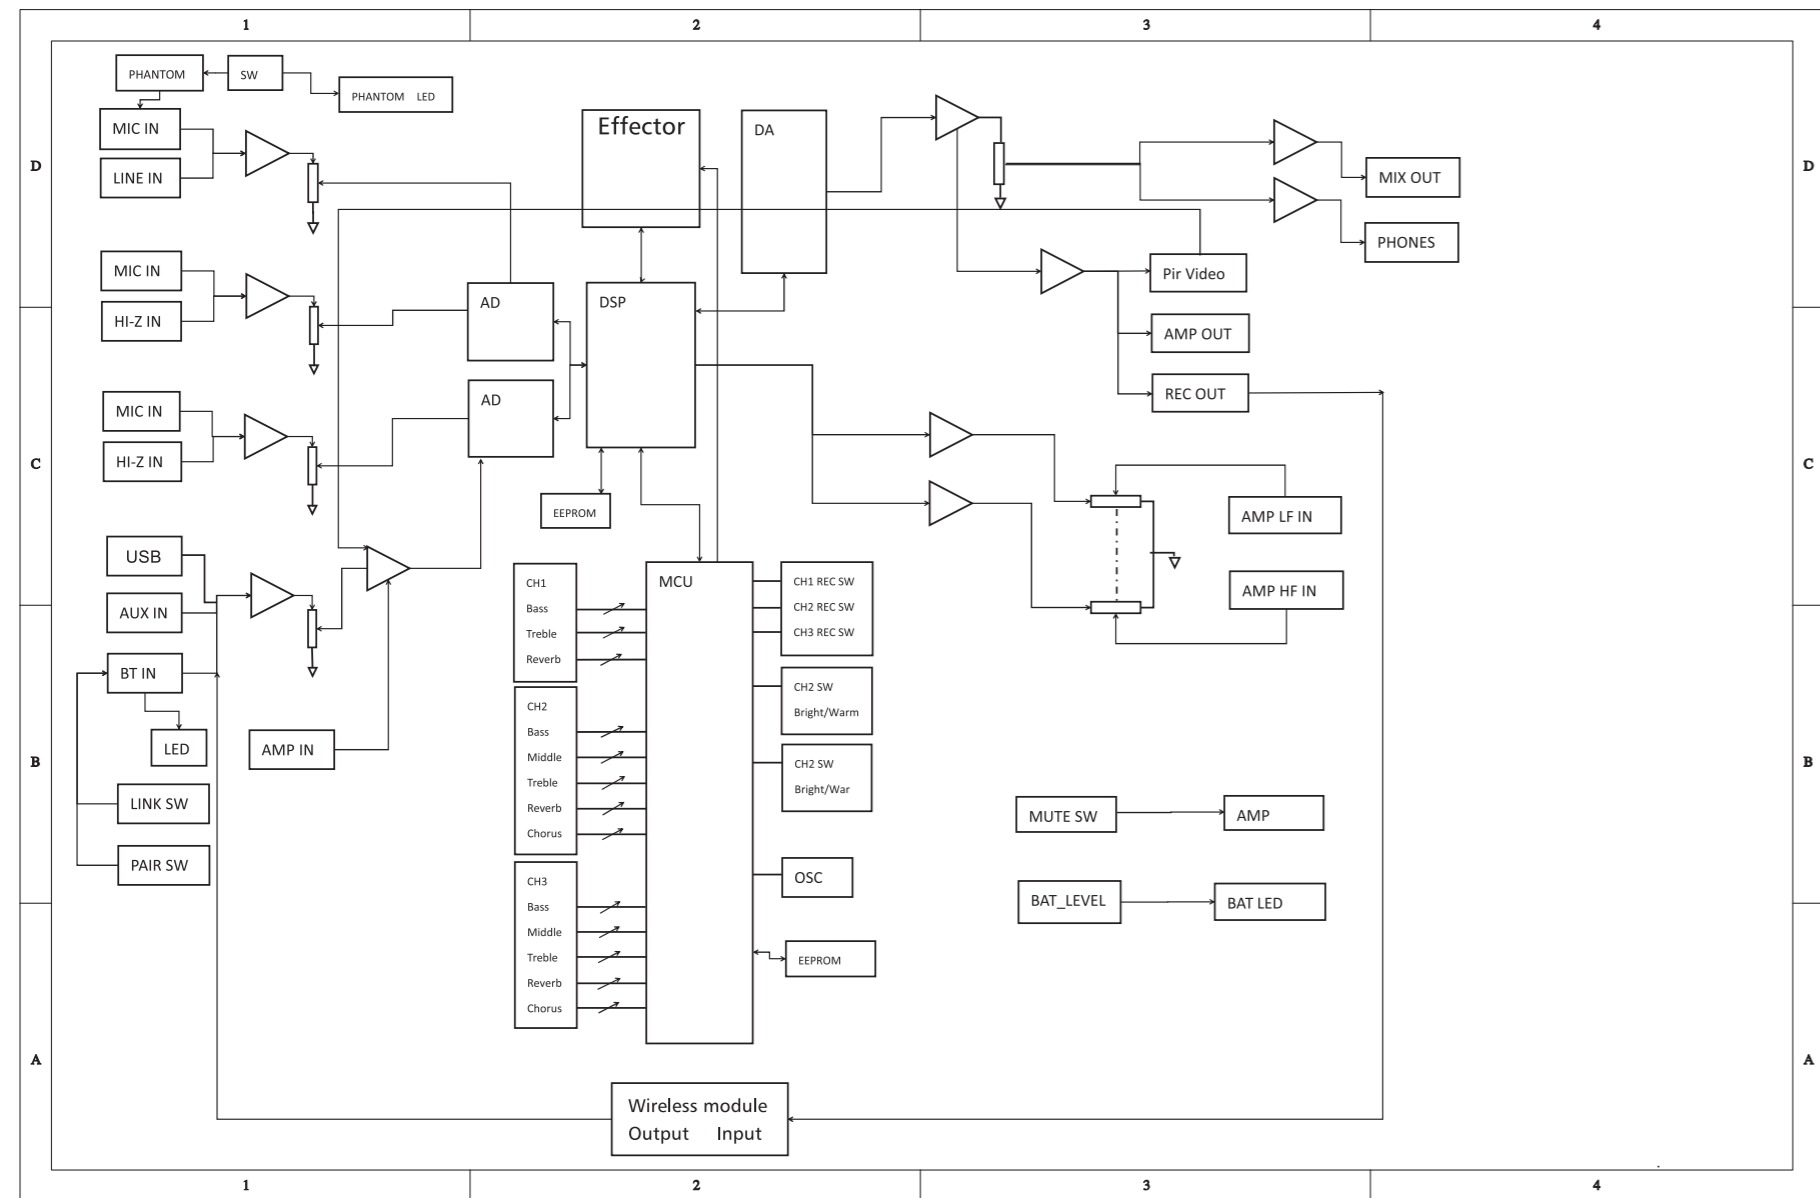 1 2 3 4
PHANTOM
SW
PHANTOM LED
MIC IN
LINE IN
D
D
Effector
DA
MIX OUT
PHONES
MIC IN
HI-Z IN
AD
DSP
Pir Video
AMP OUT
REC OUT
MIC IN
HI-Z IN
AD
C
C
EEPROM
AMP LF IN
AMP HF IN
USB
AUX IN
BT IN
LED
AMP IN
LINK SW
PAIR SW
B
B
CH1
Bass
Treble
Reverb
CH2
Bass
Middle
Treble
Reverb
Chorus
CH3
Bass
Middle
Treble
Reverb
Chorus
MCU
CH1 REC SW
CH2 REC SW
CH3 REC SW
CH2 SW
Bright/Warm
CH2 SW
Bright/War
OSC
EEPROM
MUTE SW
AMP
BAT_LEVEL
BAT LED
A
A
Wireless module
Output Input
1 2 3 4